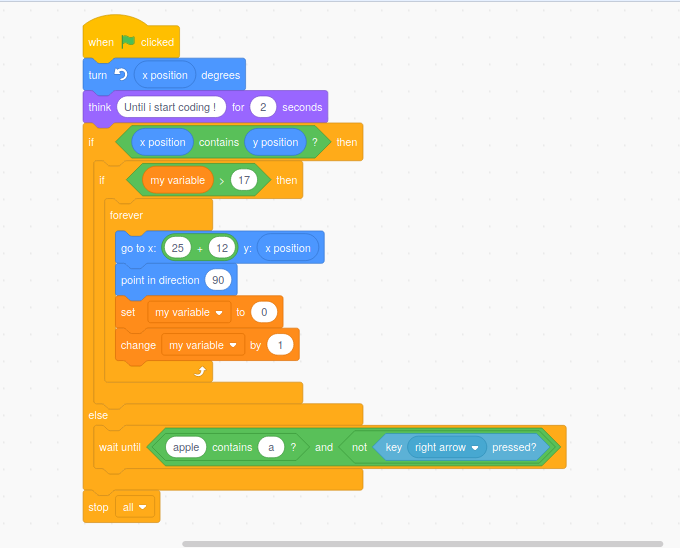 when clicked
turn x position degrees
think Until i start coding ! for 2 seconds
if x position contains y position ? then
if my variable > 17 then
forever
go to x: 25 + 12 y: x position
point in direction 90
set my variable to 0
change my variable by 1
else
wait until apple contains a ? and not key right arrow pressed?
stop all